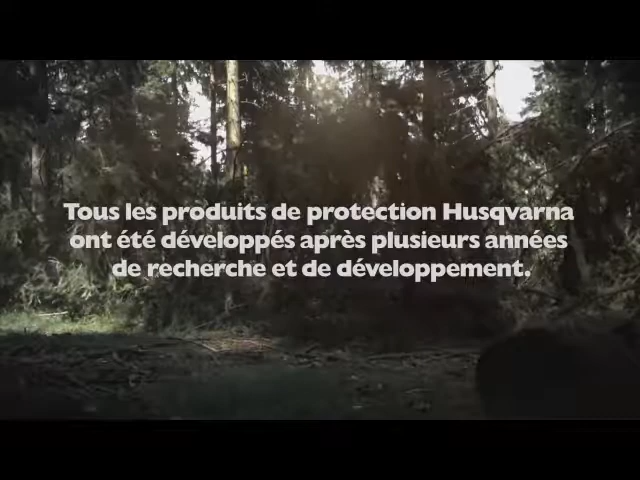 Tous les produits de protection Husqvarna
ont été développés après plusieurs années
de recherche et de développement.